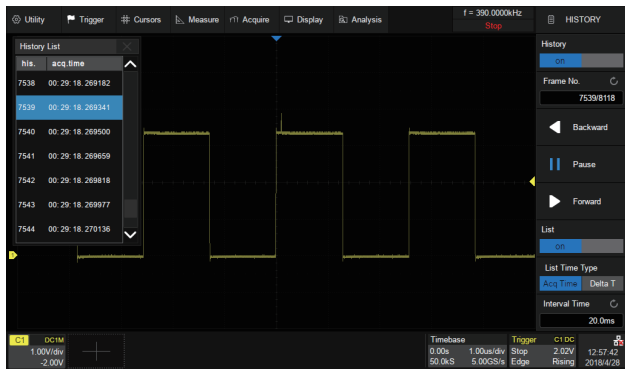 Utility Trigger Cursors Measure Acquire Display Analysis f = 390.0000kHz HISTORY
Stop
History List
his. acq.time
7538 00: 29: 18. 269182
7539 00: 29: 18. 269341
7540 00: 29: 18. 269500
7541 00: 29: 18. 269659
7542 00: 29: 18. 269818
7543 00: 29: 18. 269977
7544 00: 29: 18. 270136
History
on
Frame No.
7539/8118
Backward
Pause
Forward
List
on
List Time Type
Acq Time Delta T
Interval Time
20.0ms
C1 DC1M
1.00V/div
-2.00V
Timebase
0.00s 1.00us/div
50.0kS 5.00GS/s
Trigger C1 DC
Stop 2.02V
Edge Rising
12:57:42
2018/4/28